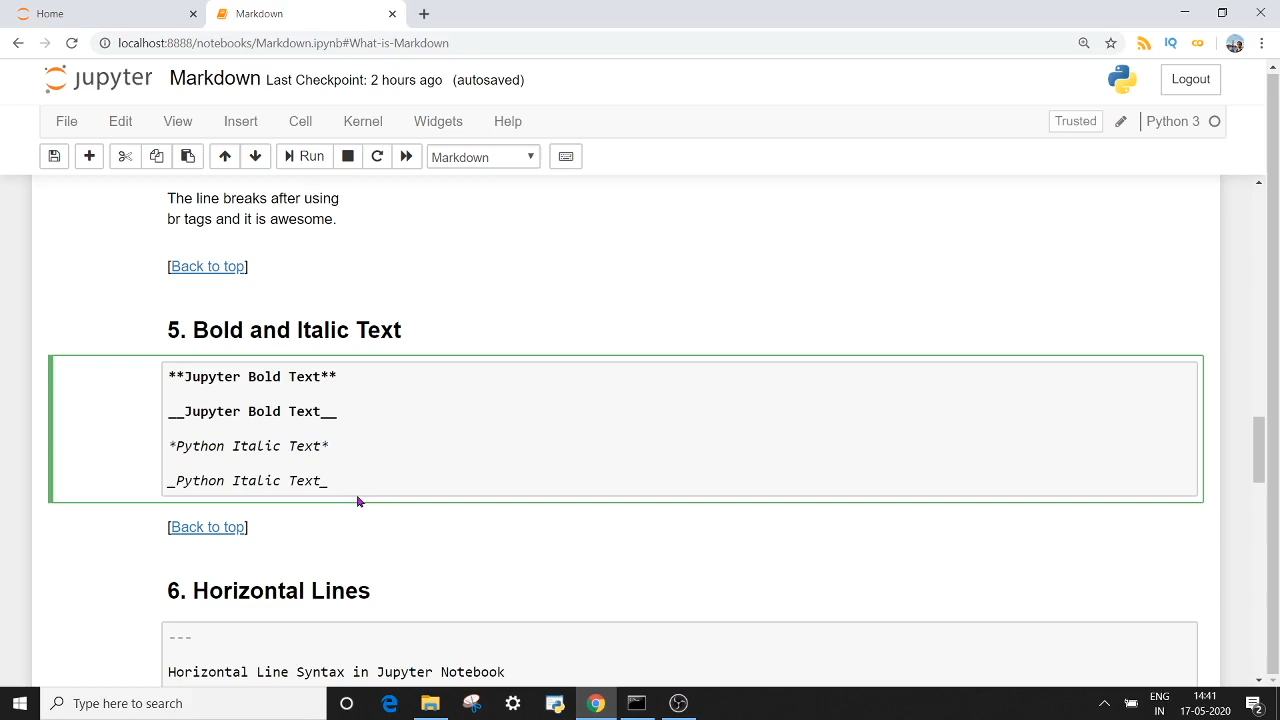 Home
Markdown
localhost:8888/notebooks/Markdown.ipynb#What-is-Markdown
IQ
jupyter Markdown Last Checkpoint: 2 hours ago (autosaved)
Logout
File Edit View Insert Cell Kernel Widgets Help
Trusted
Python 3
Run
Markdown
The line breaks after using
br tags and it is awesome.
[Back to top]
5. Bold and Italic Text
**Jupyter Bold Text**
__Jupyter Bold Text__
*Python Italic Text*
_Python Italic Text_
[Back to top]
6. Horizontal Lines
---
Horizontal Line Syntax in Jupyter Notebook
Type here to search
ENG
IN
14:41
17-05-2020
2